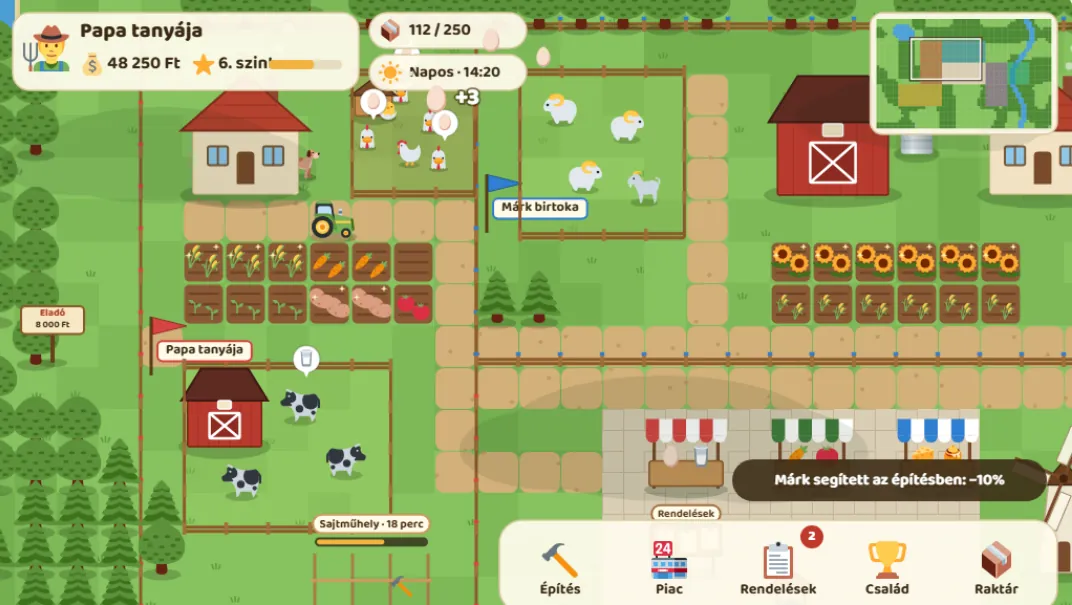 Papa tanyája
48 250 Ft
6. szint
112 / 250
Napos · 14:20
+3
Márk birtoka
Eladó
8 000 Ft
Papa tanyája
Sajtműhely · 18 perc
Márk segített az építésben: −10%
Rendelések
Építés
24
Piac
2
Rendelések
Család
Raktár